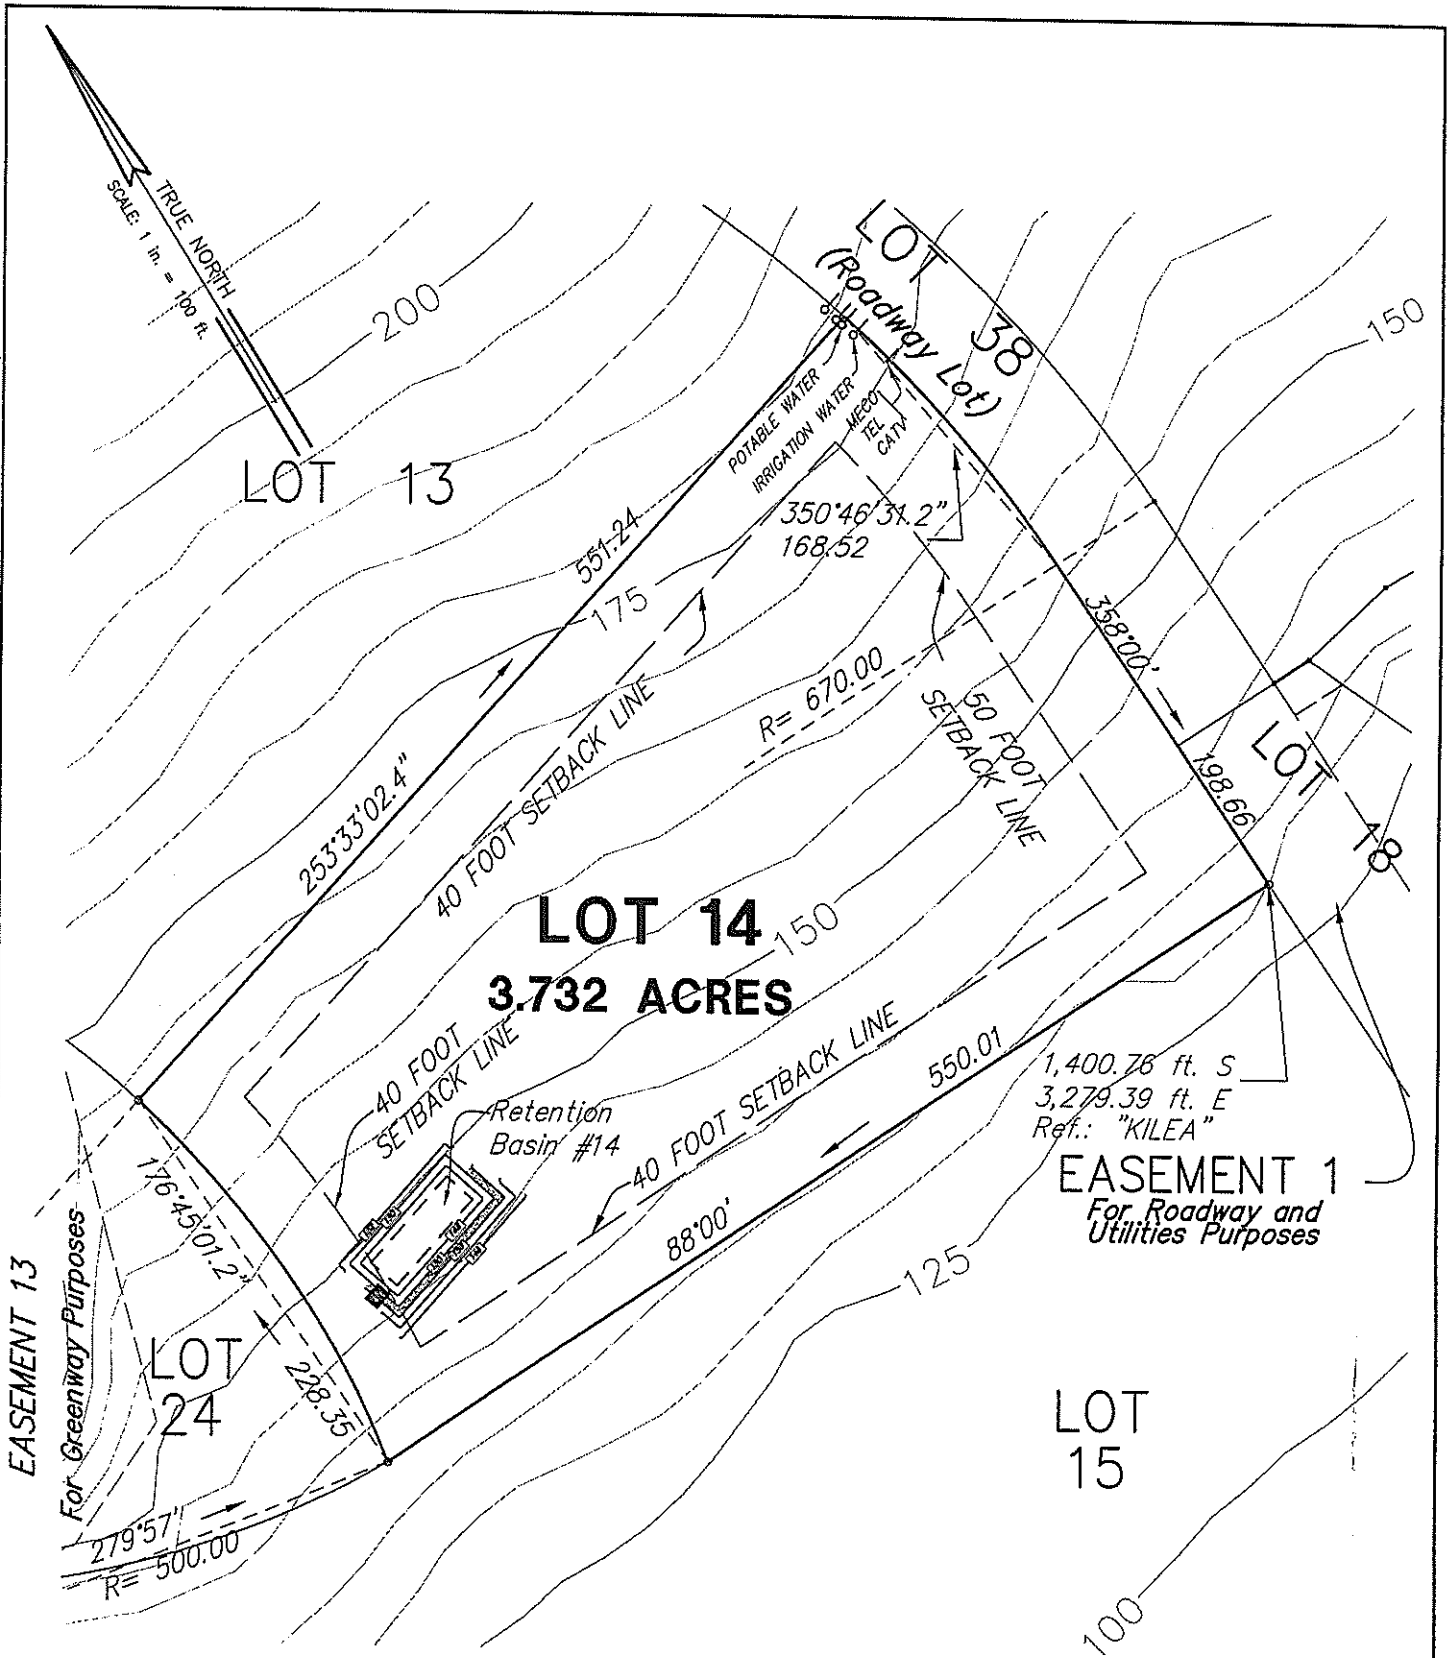 TRUE NORTH
SCALE: 1 in. = 100 ft.
200
LOT 13
LOT 38
(Roadway Lot)
150
POTABLE WATER
IRRIGATION WATER
MECO
TEL
CATV
350°46'31.2"
168.52
551.24
175
253°33'02.4"
40 FOOT SETBACK LINE
R= 670.00
50 FOOT
SETBACK LINE
358°00'
198.66
LOT 18
LOT 14
3.732 ACRES
150
40 FOOT
SETBACK LINE
Retention
Basin #14
40 FOOT SETBACK LINE
550.01
88°00'
1,400.76 ft. S
3,279.39 ft. E
Ref.: "KILEA"
EASEMENT 1
For Roadway and
Utilities Purposes
125
176°45'01.2"
228.35
EASEMENT 13
For Greenway Purposes
LOT
24
279°57'
R= 500.00
LOT
15
100